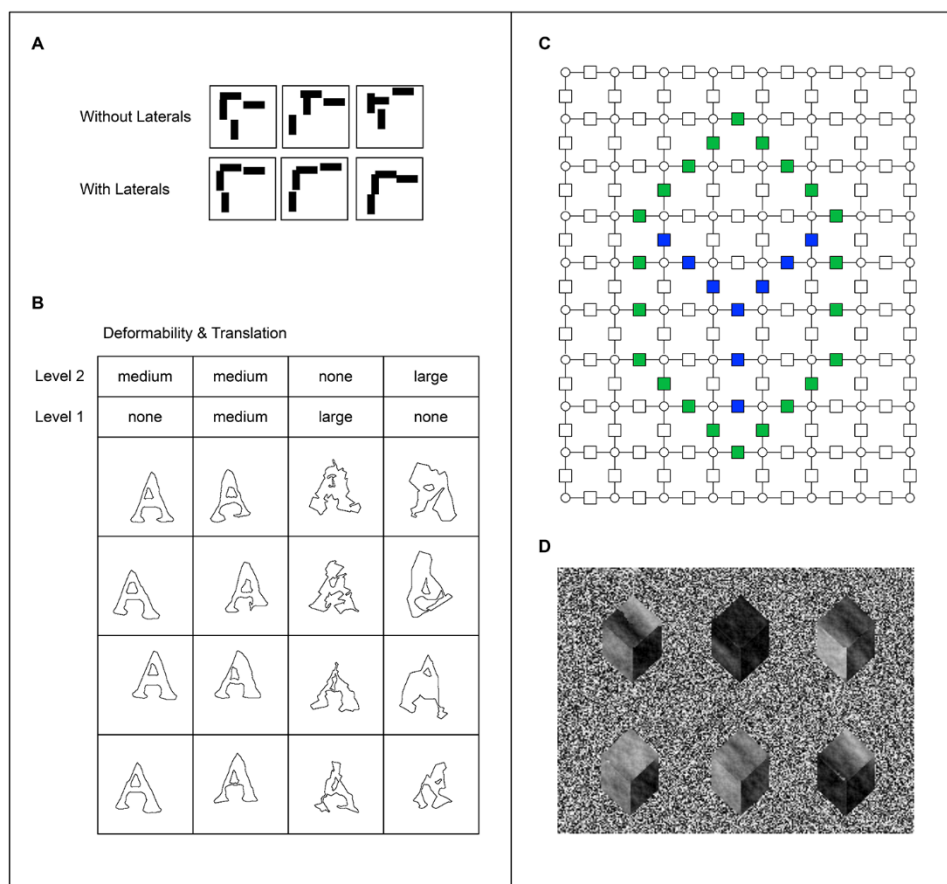 A
Without Laterals
With Laterals
B
Deformability & Translation
Level 2 medium medium none large
Level 1 none medium large none
C
D